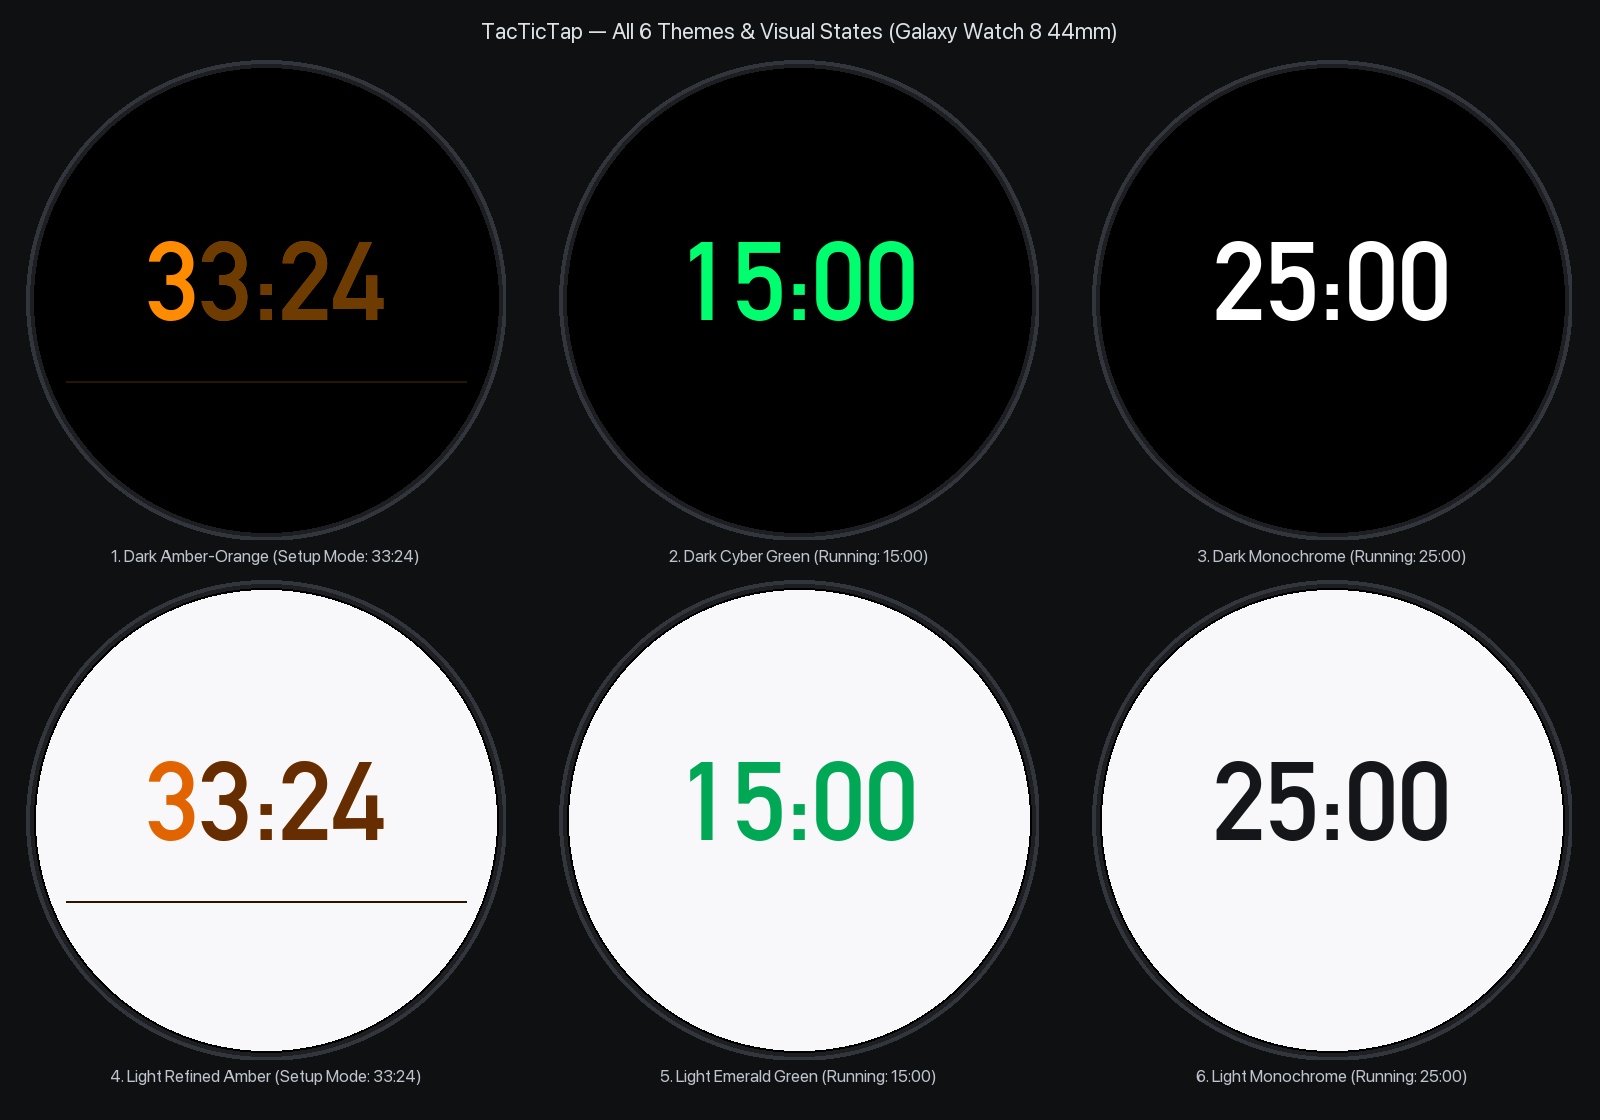 TacTicTap — All 6 Themes & Visual States (Galaxy Watch 8 44mm)
33:24
15:00
25:00
1. Dark Amber-Orange (Setup Mode: 33:24)
2. Dark Cyber Green (Running: 15:00)
3. Dark Monochrome (Running: 25:00)
33:24
15:00
25:00
4. Light Refined Amber (Setup Mode: 33:24)
5. Light Emerald Green (Running: 15:00)
6. Light Monochrome (Running: 25:00)